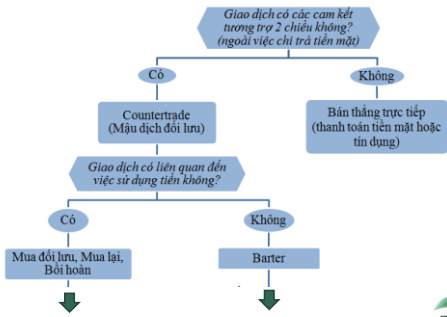 Giao dịch có các cam kết
tương trợ 2 chiều không?
(ngoài việc chi trả tiền mặt)
Có
Không
Countertrade
(Mậu dịch đối lưu)
Bán thẳng trực tiếp
(thanh toán tiền mặt hoặc
tín dụng)
Giao dịch có liên quan đến
việc sử dụng tiền không?
Có
Không
Mua đối lưu, Mua lại,
Bồi hoàn
Barter